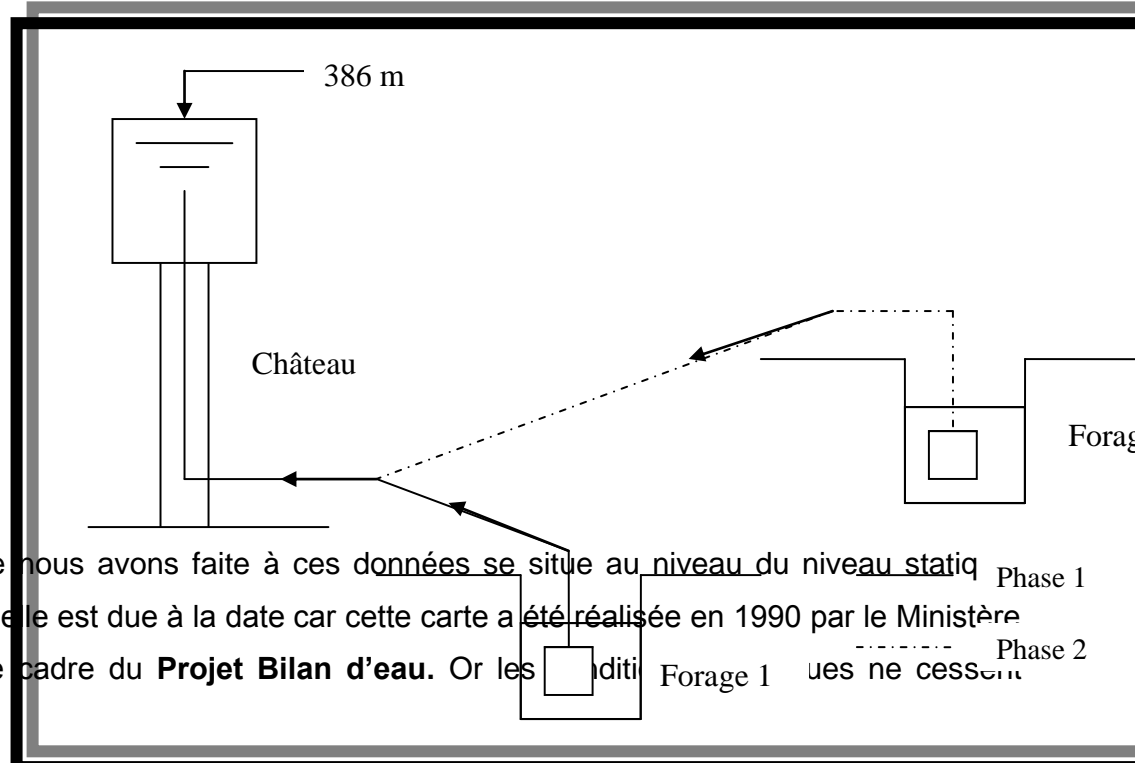 386 m
Château
Forag
nous avons faite à ces données se situe au niveau du niveau statiq
Phase 1
elle est due à la date car cette carte a été réalisée en 1990 par le Ministère
Phase 2
cadre du Projet Bilan d'eau. Or les
Forage 1
ues ne cessent